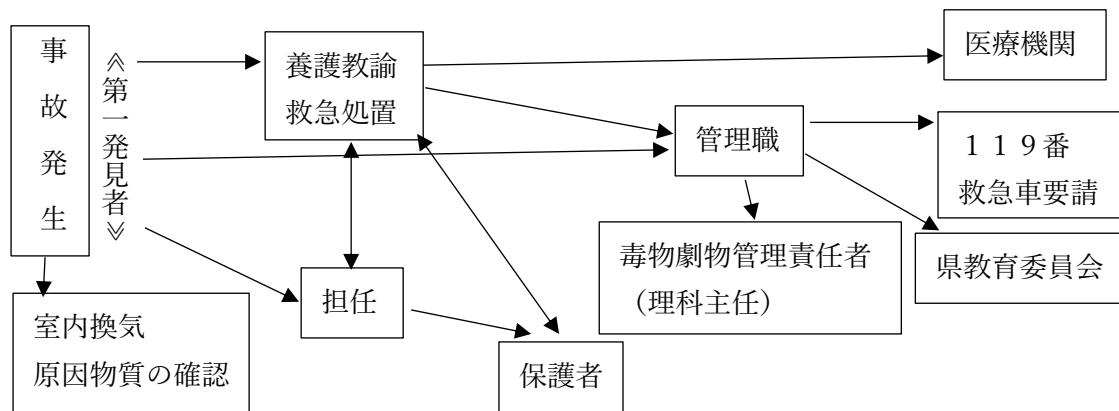 事故発生
≪第一発見者≫
養護教諭
救急処置
医療機関
管理職
１１９番
救急車要請
毒物劇物管理責任者
（理科主任）
県教育委員会
担任
室内換気
原因物質の確認
保護者